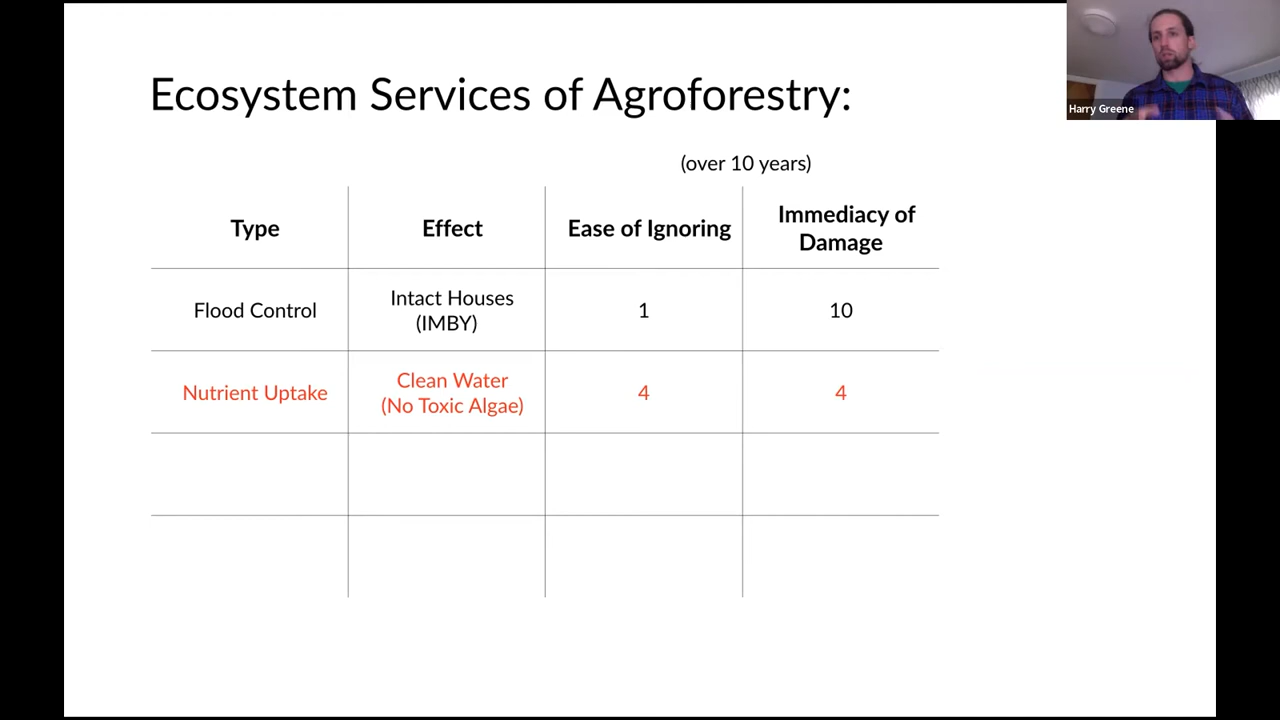 Ecosystem Services of Agroforestry:
Harry Greene
(over 10 years)
Type
Effect
Ease of Ignoring
Immediacy of
Damage
Flood Control
Intact Houses
(IMBY)
1
10
Nutrient Uptake
Clean Water
(No Toxic Algae)
4
4